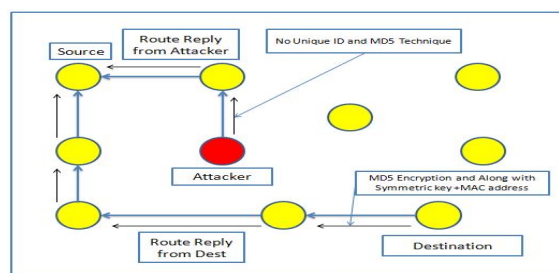 Route Reply
from Attacker
No Unique ID and MD5 Technique
Source
Attacker
MD5 Encryption and Along with
Symmetric key +MAC address
Route Reply
from Dest
Destination